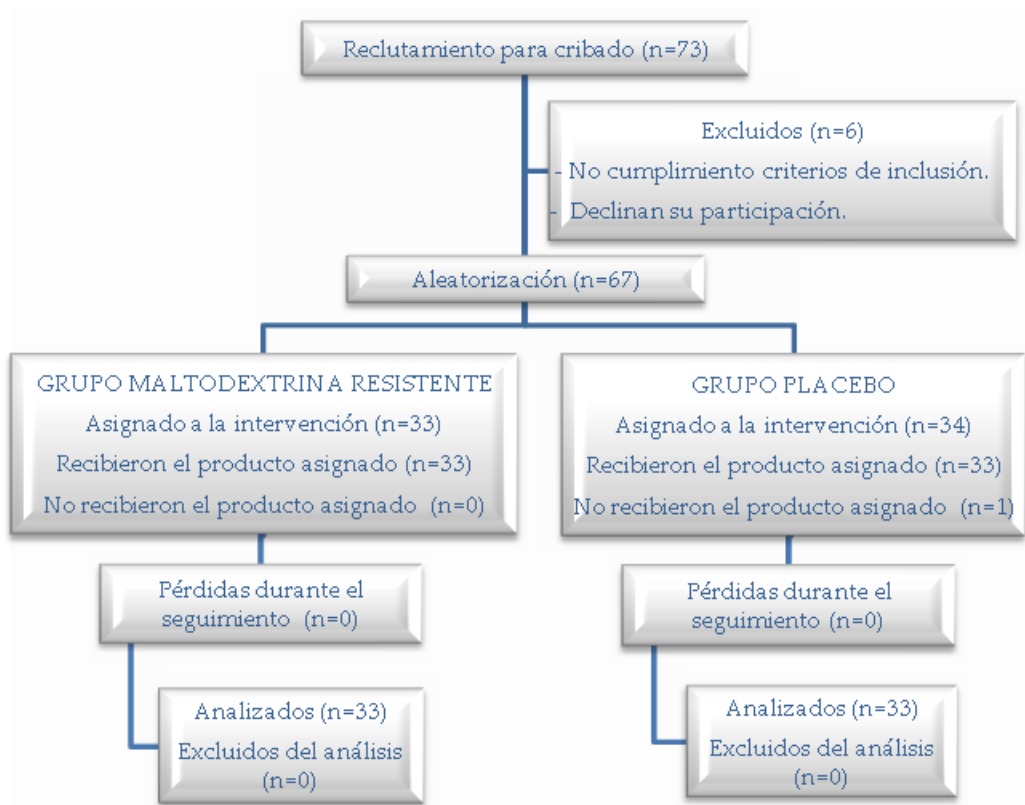 Reclutamiento para cribado (n=73)
Excluidos (n=6)
- No cumplimiento criterios de inclusión.
- Declinan su participación.
Aleatorización (n=67)
GRUPO MALTODEXTRINA RESISTENTE
Asignado a la intervención (n=33)
Recibieron el producto asignado (n=33)
No recibieron el producto asignado (n=0)
GRUPO PLACEBO
Asignado a la intervención (n=34)
Recibieron el producto asignado (n=33)
No recibieron el producto asignado (n=1)
Pérdidas durante el
seguimiento (n=0)
Pérdidas durante el
seguimiento (n=0)
Analizados (n=33)
Excluidos del análisis
(n=0)
Analizados (n=33)
Excluidos del análisis
(n=0)